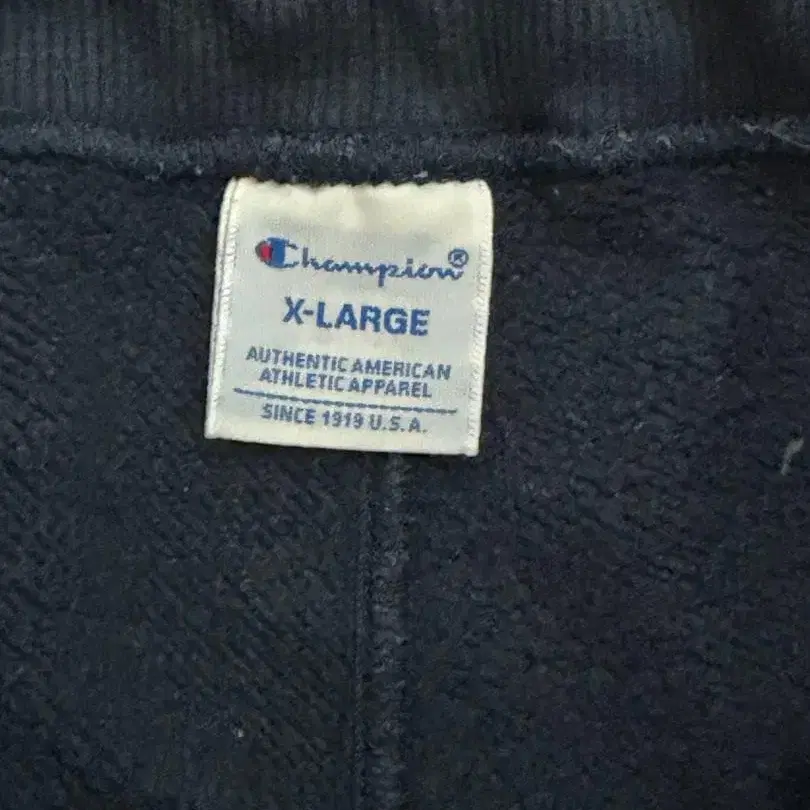 Champion®
X-LARGE
AUTHENTIC AMERICAN
ATHLETIC APPAREL
SINCE 1919 U.S.A.